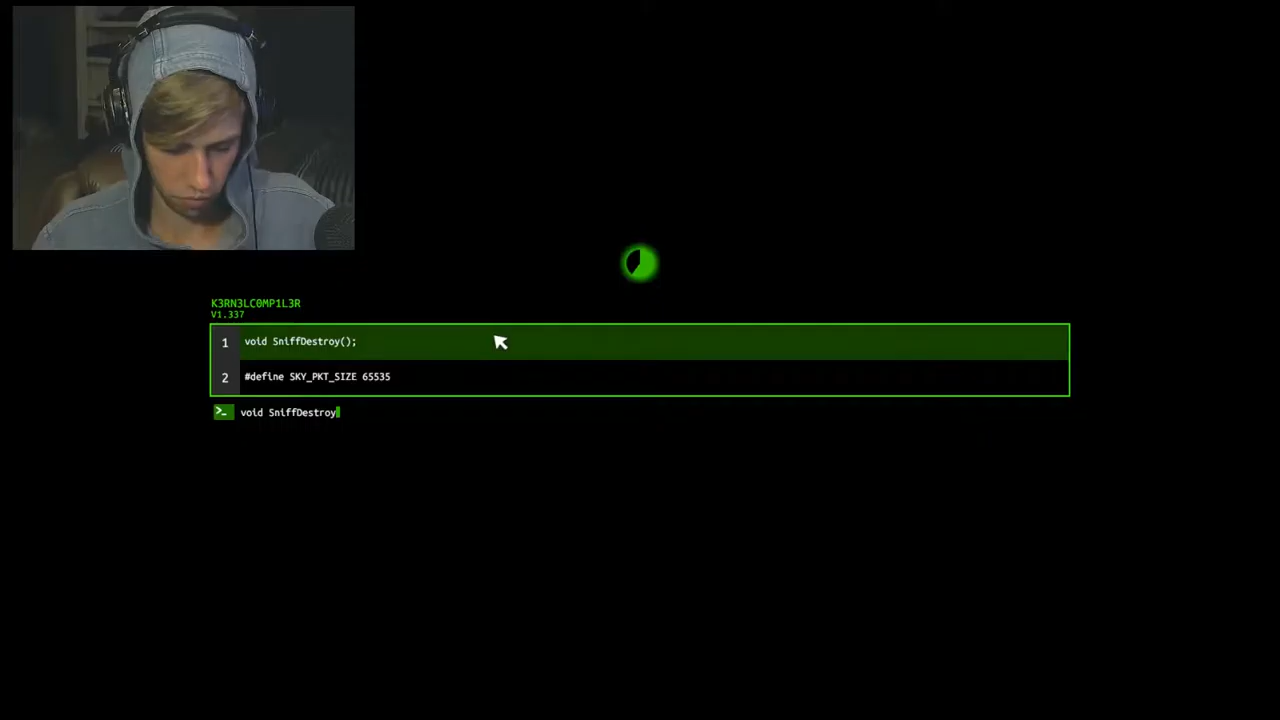 K3RN3LC0MP1L3R
V1.337
1 void SniffDestroy();
2 #define SKY_PKT_SIZE 65535
>_ void SniffDestroy